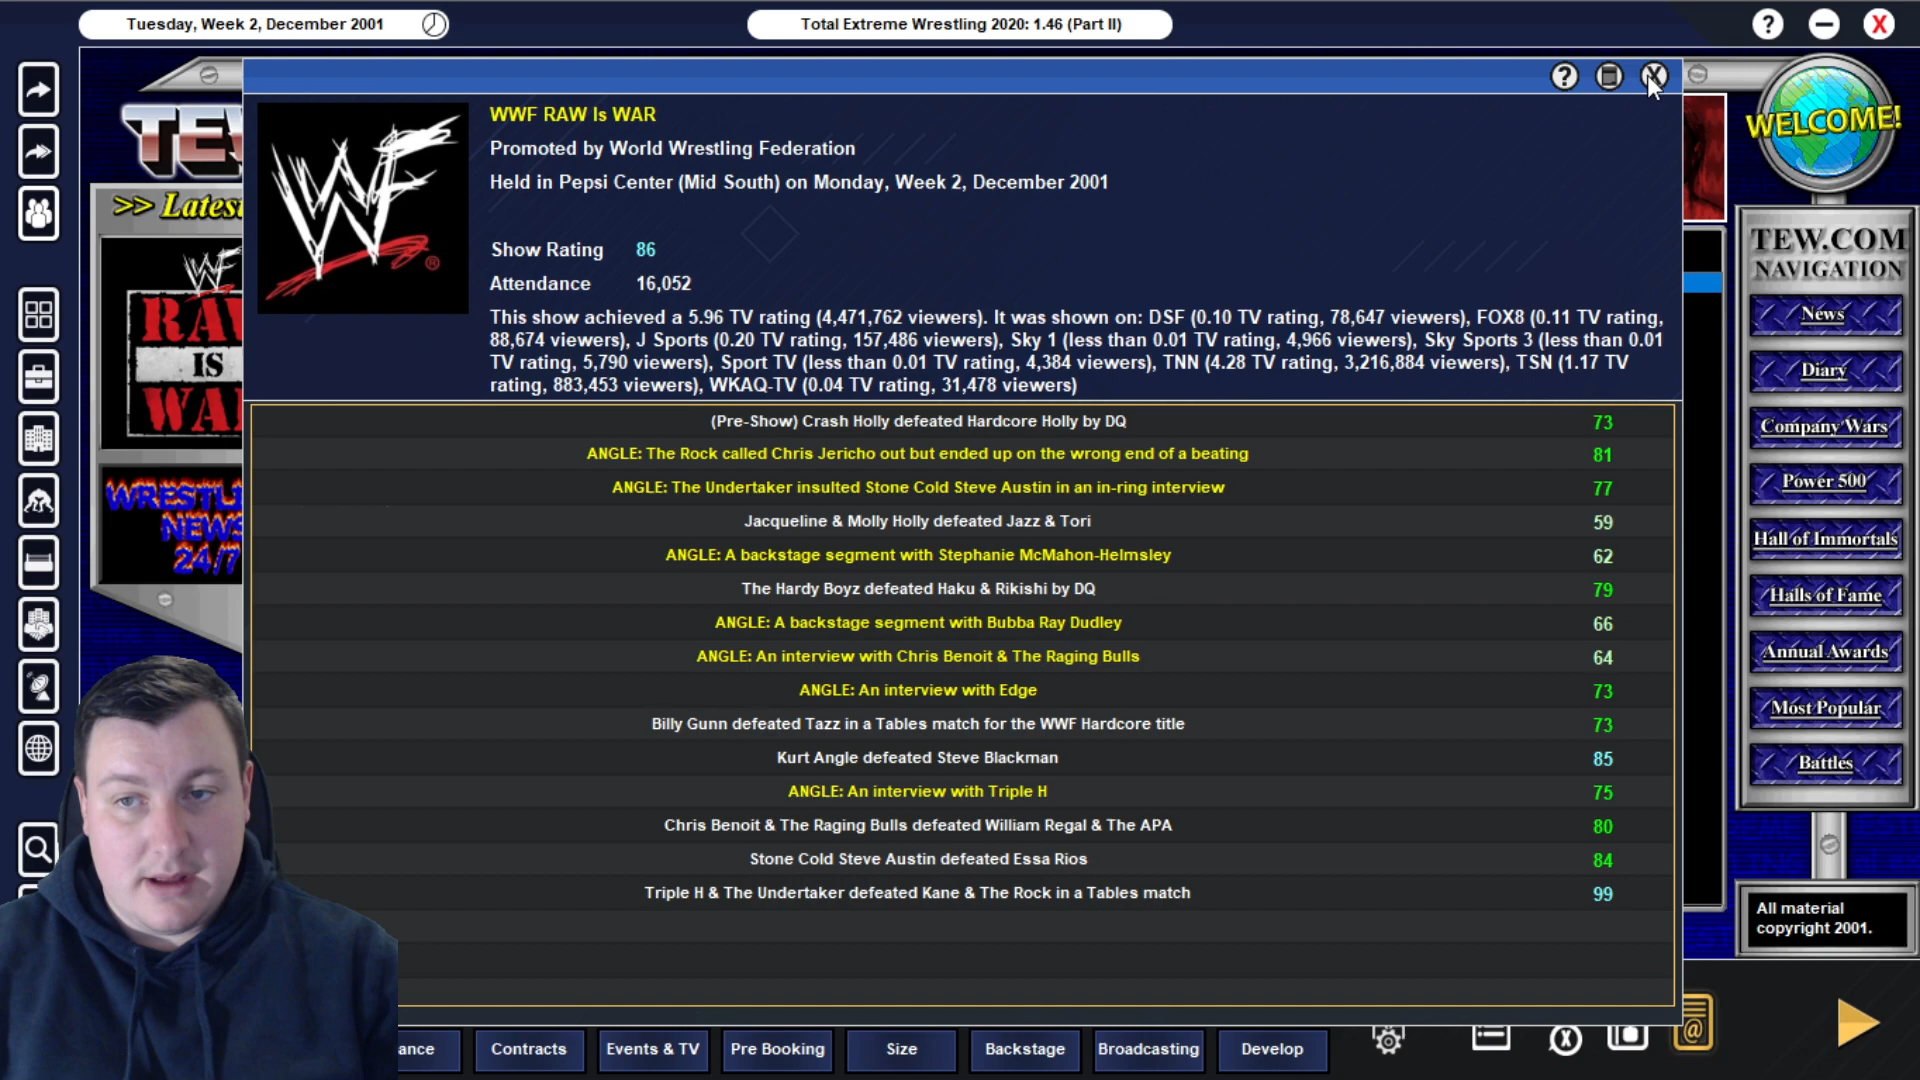 Tuesday, Week 2, December 2001
Total Extreme Wrestling 2020: 1.46 (Part II)
?
X
TE
>> Latest
WF
RA
IS
WA
WRESTL
NEWS
24/7
? X
WWF RAW Is WAR
Promoted by World Wrestling Federation
Held in Pepsi Center (Mid South) on Monday, Week 2, December 2001
Show Rating 86
Attendance 16,052
This show achieved a 5.96 TV rating (4,471,762 viewers). It was shown on: DSF (0.10 TV rating, 78,647 viewers), FOX8 (0.11 TV rating,
88,674 viewers), J Sports (0.20 TV rating, 157,486 viewers), Sky 1 (less than 0.01 TV rating, 4,966 viewers), Sky Sports 3 (less than 0.01
TV rating, 5,790 viewers), Sport TV (less than 0.01 TV rating, 4,384 viewers), TNN (4.28 TV rating, 3,216,884 viewers), TSN (1.17 TV
rating, 883,453 viewers), WKAQ-TV (0.04 TV rating, 31,478 viewers)
(Pre-Show) Crash Holly defeated Hardcore Holly by DQ 73
ANGLE: The Rock called Chris Jericho out but ended up on the wrong end of a beating 81
ANGLE: The Undertaker insulted Stone Cold Steve Austin in an in-ring interview 77
Jacqueline & Molly Holly defeated Jazz & Tori 59
ANGLE: A backstage segment with Stephanie McMahon-Helmsley 62
The Hardy Boyz defeated Haku & Rikishi by DQ 79
ANGLE: A backstage segment with Bubba Ray Dudley 66
ANGLE: An interview with Chris Benoit & The Raging Bulls 64
ANGLE: An interview with Edge 73
Billy Gunn defeated Tazz in a Tables match for the WWF Hardcore title 73
Kurt Angle defeated Steve Blackman 85
ANGLE: An interview with Triple H 75
Chris Benoit & The Raging Bulls defeated William Regal & The APA 80
Stone Cold Steve Austin defeated Essa Rios 84
Triple H & The Undertaker defeated Kane & The Rock in a Tables match 99
WELCOME!
TEW.COM
NAVIGATION
News
Diary
Company Wars
Power 500
Hall of Immortals
Halls of Fame
Annual Awards
Most Popular
Battles
All material
copyright 2001.
ance
Contracts
Events & TV
Pre Booking
Size
Backstage
Broadcasting
Develop
X
@